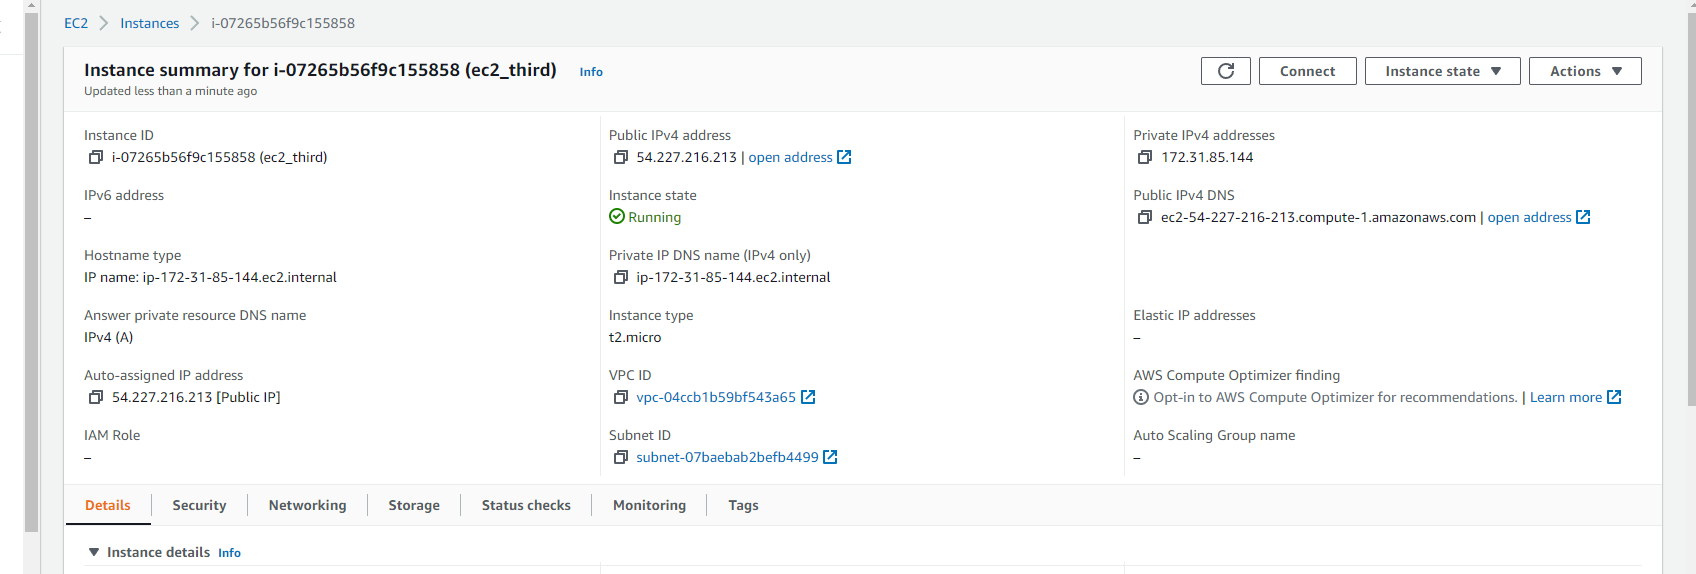 EC2 > Instances > i-07265b56f9c155858
Instance summary for i-07265b56f9c155858 (ec2_third) Info
Updated less than a minute ago
Connect
Instance state
Actions
Instance ID
i-07265b56f9c155858 (ec2_third)
Public IPv4 address
54.227.216.213 | open address
Private IPv4 addresses
172.31.85.144
IPv6 address
–
Instance state
Running
Public IPv4 DNS
ec2-54-227-216-213.compute-1.amazonaws.com | open address
Hostname type
IP name: ip-172-31-85-144.ec2.internal
Private IP DNS name (IPv4 only)
ip-172-31-85-144.ec2.internal
Answer private resource DNS name
IPv4 (A)
Instance type
t2.micro
Elastic IP addresses
–
Auto-assigned IP address
54.227.216.213 [Public IP]
VPC ID
vpc-04ccb1b59bf543a65
AWS Compute Optimizer finding
Opt-in to AWS Compute Optimizer for recommendations. | Learn more
IAM Role
–
Subnet ID
subnet-07baebab2befb4499
Auto Scaling Group name
–
Details
Security
Networking
Storage
Status checks
Monitoring
Tags
Instance details Info